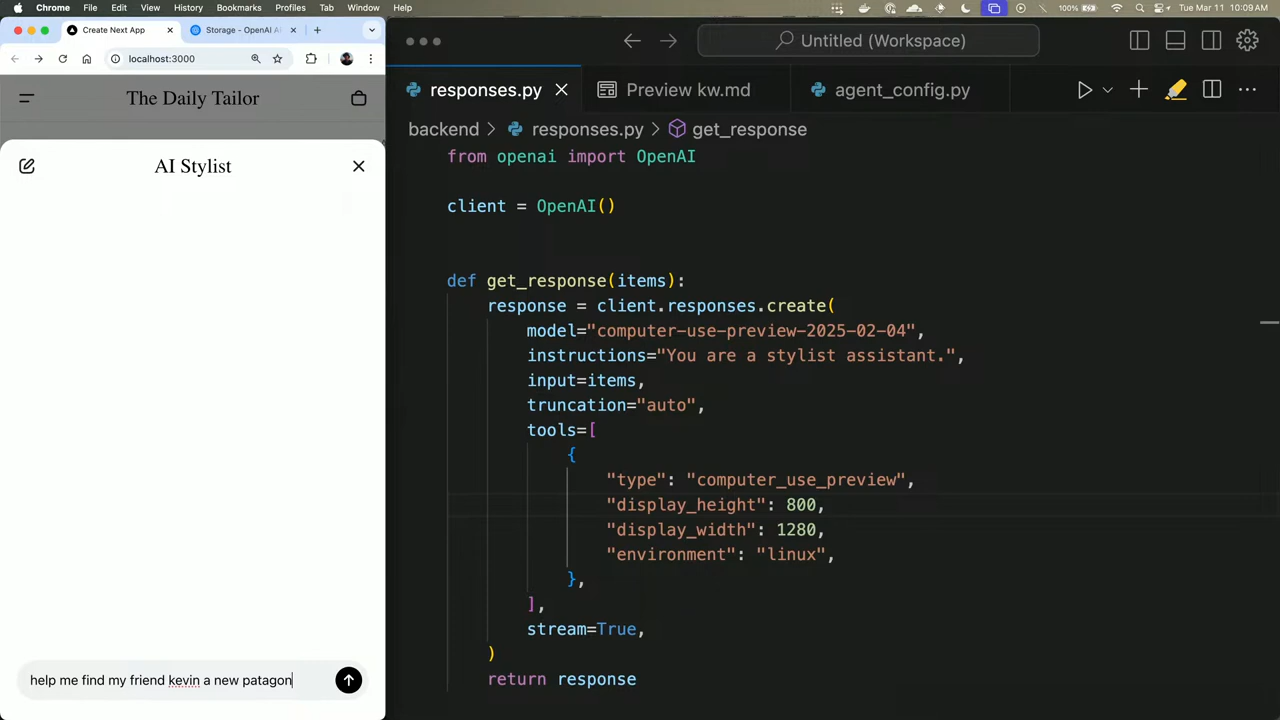 Chrome File Edit View History Bookmarks Profiles Tab Window Help
100% Tue Mar 11 10:09 AM
Create Next App
Storage - OpenAI A
localhost:3000
The Daily Tailor
AI Stylist
help me find my friend kevin a new patagon
Untitled (Workspace)
responses.py
Preview kw.md
agent_config.py
backend > responses.py > get_response
from openai import OpenAI
client = OpenAI()
def get_response(items):
response = client.responses.create(
model="computer-use-preview-2025-02-04",
instructions="You are a stylist assistant.",
input=items,
truncation="auto",
tools=[
{
"type": "computer_use_preview",
"display_height": 800,
"display_width": 1280,
"environment": "linux",
},
],
stream=True,
)
return response